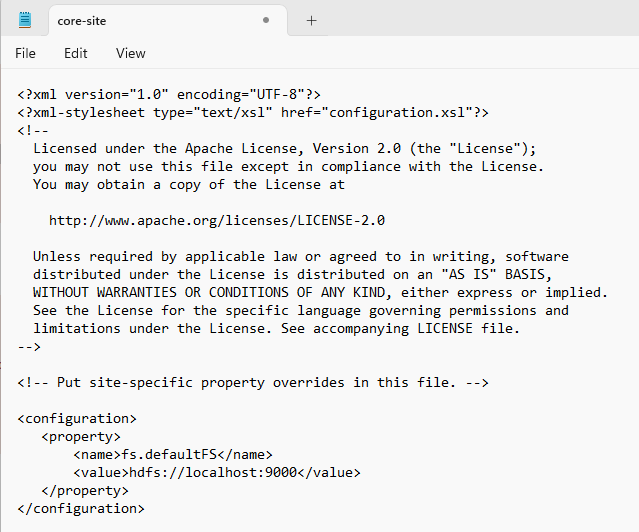 core-site
File Edit View
<?xml version="1.0" encoding="UTF-8"?>
<?xml-stylesheet type="text/xsl" href="configuration.xsl"?>
<!--
  Licensed under the Apache License, Version 2.0 (the "License");
  you may not use this file except in compliance with the License.
  You may obtain a copy of the License at

    http://www.apache.org/licenses/LICENSE-2.0

  Unless required by applicable law or agreed to in writing, software
  distributed under the License is distributed on an "AS IS" BASIS,
  WITHOUT WARRANTIES OR CONDITIONS OF ANY KIND, either express or implied.
  See the License for the specific language governing permissions and
  limitations under the License. See accompanying LICENSE file.
-->

<!-- Put site-specific property overrides in this file. -->

<configuration>
   <property>
       <name>fs.defaultFS</name>
       <value>hdfs://localhost:9000</value>
   </property>
</configuration>